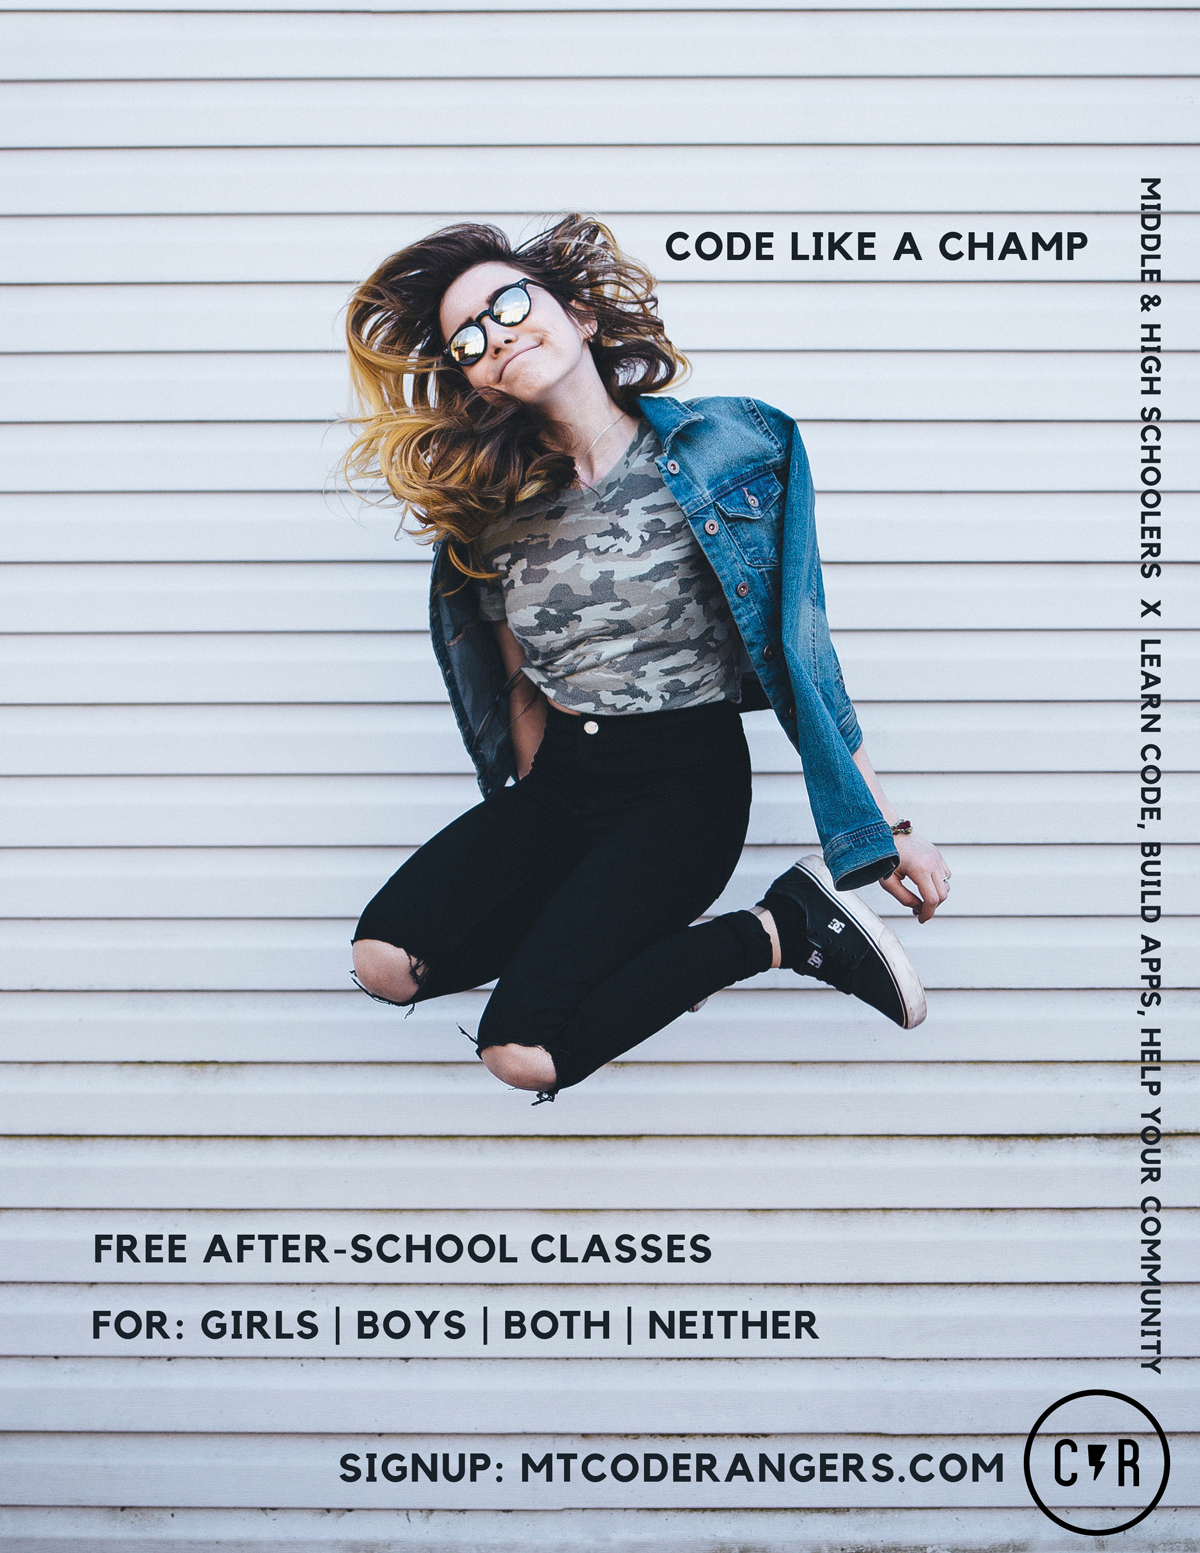 CODE LIKE A CHAMP
MIDDLE & HIGH SCHOOLERS X LEARN CODE, BUILD APPS, HELP YOUR COMMUNITY
FREE AFTER-SCHOOL CLASSES
FOR: GIRLS | BOYS | BOTH | NEITHER
SIGNUP: MTCODERANGERS.COM
C R